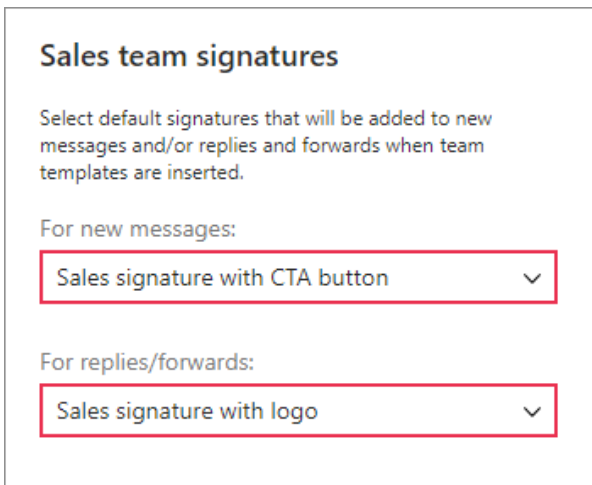 Sales team signatures
Select default signatures that will be added to new
messages and/or replies and forwards when team
templates are inserted.
For new messages:
Sales signature with CTA button
For replies/forwards:
Sales signature with logo